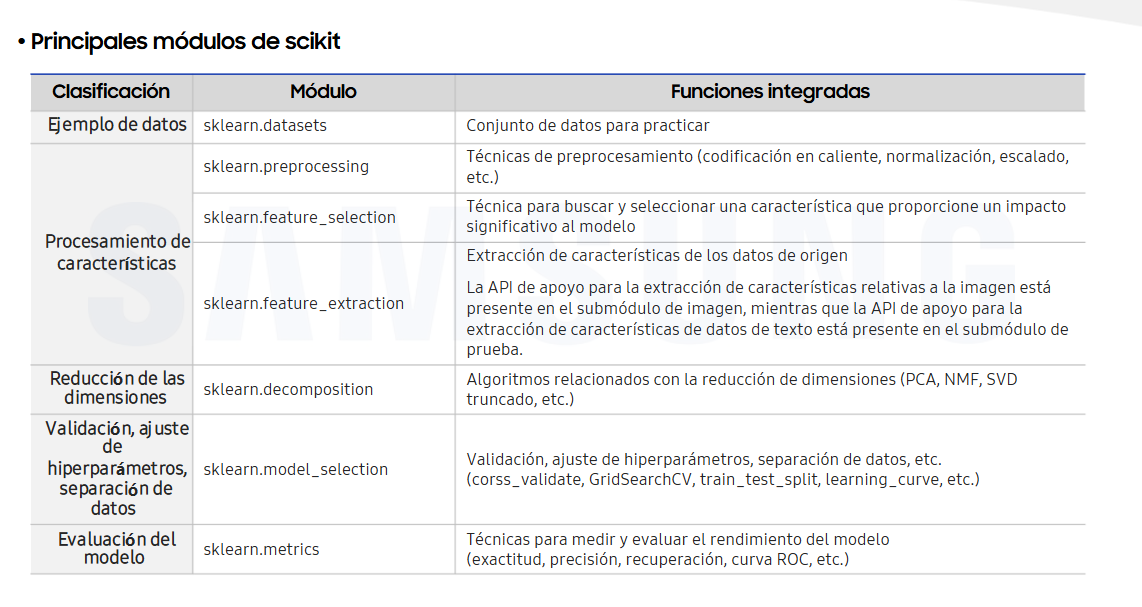 • Principales módulos de scikit
Clasificación Módulo Funciones integradas
Ejemplo de datos sklearn.datasets Conjunto de datos para practicar
Procesamiento de
características
sklearn.preprocessing
Técnicas de preprocesamiento (codificación en caliente, normalización, escalado,
etc.)
sklearn.feature_selection
Técnica para buscar y seleccionar una característica que proporcione un impacto
significativo al modelo
sklearn.feature_extraction
Extracción de características de los datos de origen
La API de apoyo para la extracción de características relativas a la imagen está
presente en el submódulo de imagen, mientras que la API de apoyo para la
extracción de características de datos de texto está presente en el submódulo de
prueba.
Reducción de las
dimensiones
sklearn.decomposition
Algoritmos relacionados con la reducción de dimensiones (PCA, NMF, SVD
truncado, etc.)
Validación, ajuste
de
hiperparámetros,
separación de
datos
sklearn.model_selection
Validación, ajuste de hiperparámetros, separación de datos, etc.
(corss_validate, GridSearchCV, train_test_split, learning_curve, etc.)
Evaluación del
modelo
sklearn.metrics
Técnicas para medir y evaluar el rendimiento del modelo
(exactitud, precisión, recuperación, curva ROC, etc.)
SAMSUNG